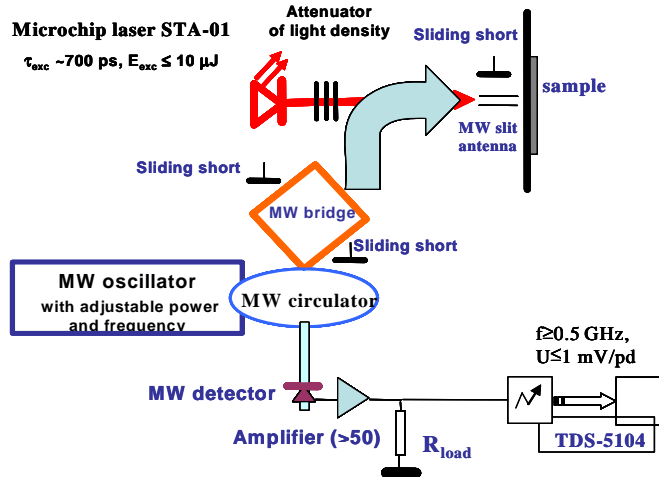 Microchip laser STA-01
τexc ~700 ps, Eexc ≤ 10 μJ
Attenuator
of light density
Sliding short
sample
MW slit
antenna
Sliding short
MW bridge
Sliding short
MW oscillator
with adjustable power
and frequency
MW circulator
f≥0.5 GHz,
U≤1 mV/pd
MW detector
Amplifier (>50)
Rload
TDS-5104